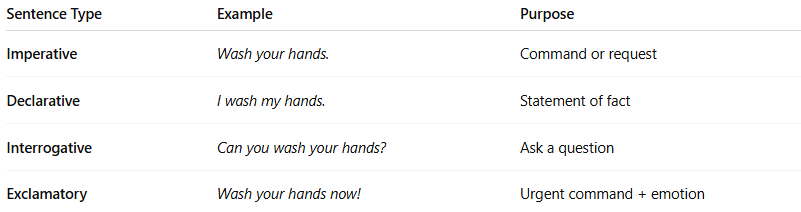 Sentence Type Example Purpose
Imperative Wash your hands. Command or request
Declarative I wash my hands. Statement of fact
Interrogative Can you wash your hands? Ask a question
Exclamatory Wash your hands now! Urgent command + emotion